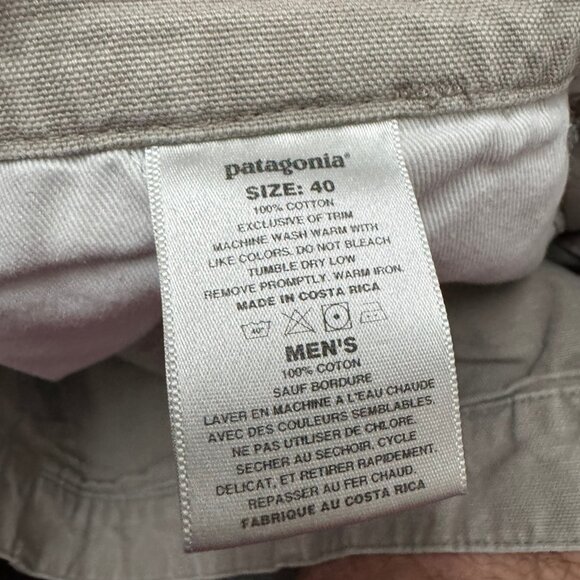 patagonia®
SIZE: 40
100% COTTON
EXCLUSIVE OF TRIM
MACHINE WASH WARM WITH
LIKE COLORS. DO NOT BLEACH
TUMBLE DRY LOW
REMOVE PROMPTLY. WARM IRON.
MADE IN COSTA RICA
40°
MEN'S
100% COTON
SAUF BORDURE
LAVER EN MACHINE A L'EAU CHAUDE
AVEC DES COULEURS SEMBLABLES.
NE PAS UTILISER DE CHLORE.
SECHER AU SECHOIR, CYCLE
DELICAT, ET RETIRER RAPIDEMENT.
REPASSER AU FER CHAUD.
FABRIQUE AU COSTA RICA